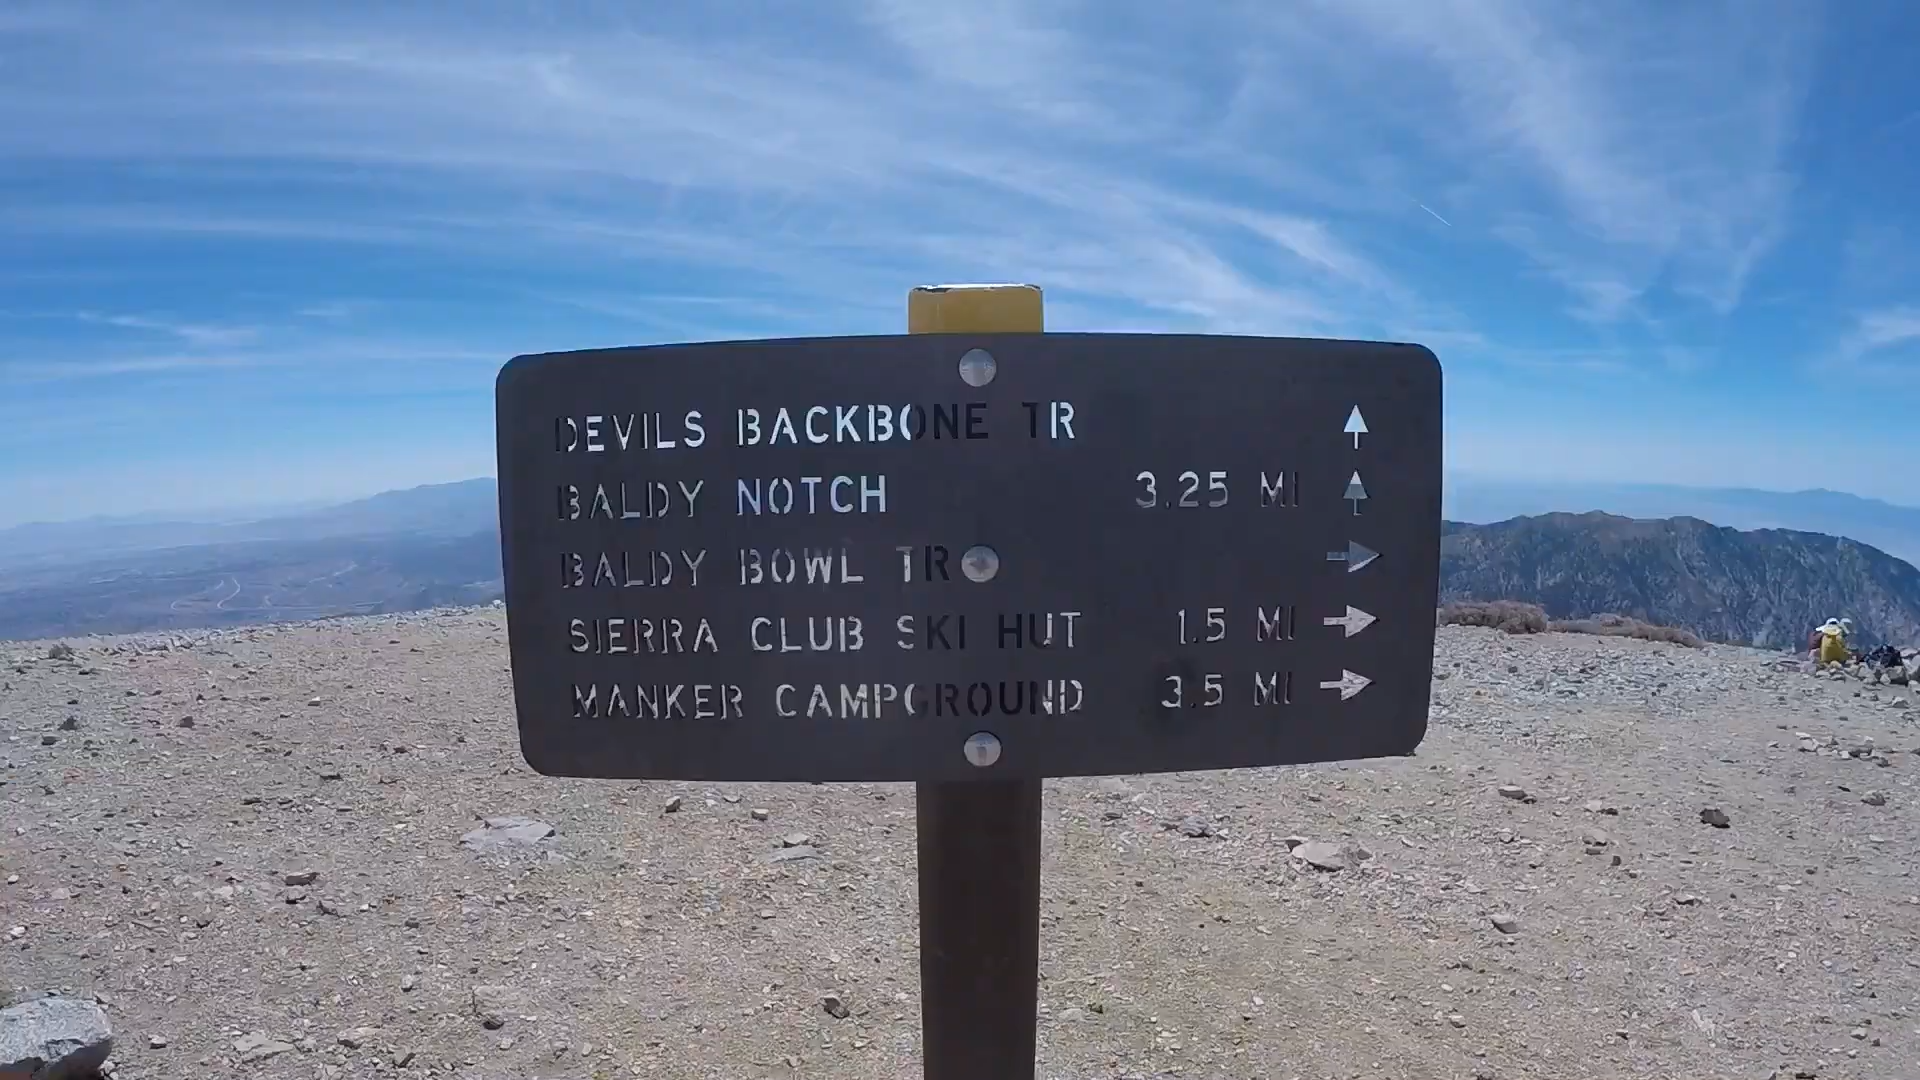 DEVILS BACKBONE TR ↑
BALDY NOTCH 3.25 MI ↑
BALDY BOWL TR →
SIERRA CLUB SKI HUT 1.5 MI →
MANKER CAMPGROUND 3.5 MI →